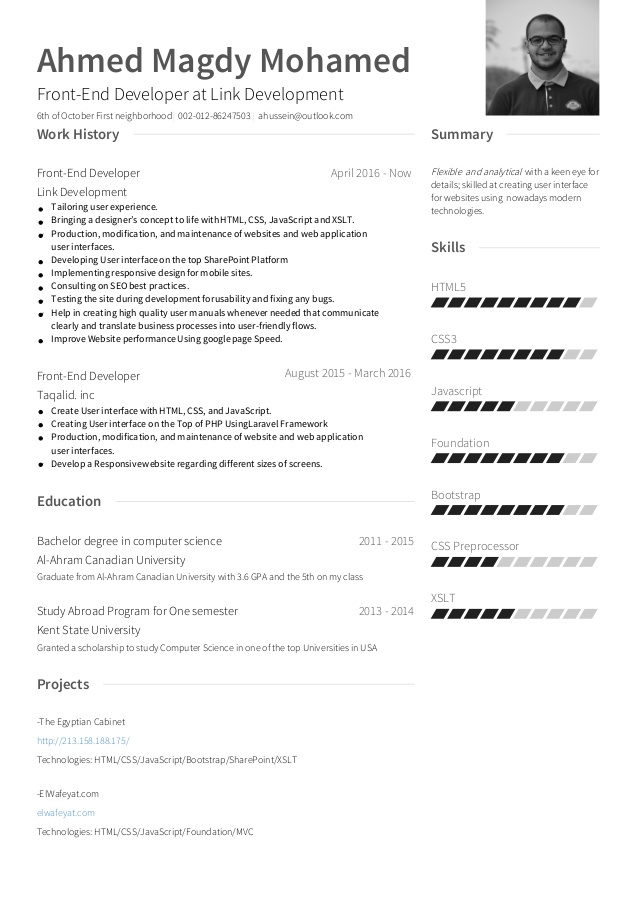 Ahmed Magdy Mohamed
Front-End Developer at Link Development
6th of October First neighborhood | 002-012-86247503 | ahussein@outlook.com
Work History
Front-End Developer April 2016 - Now
Link Development
● Tailoring user experience.
● Bringing a designer's concept to life with HTML, CSS, JavaScript and XSLT.
● Production, modification, and maintenance of websites and web application
user interfaces.
● Developing User interface on the top SharePoint Platform
● Implementing responsive design for mobile sites.
● Consulting on SEO best practices.
● Testing the site during development for usability and fixing any bugs.
● Help in creating high quality user manuals whenever needed that communicate
clearly and translate business processes into user-friendly flows.
● Improve Website performance Using google page Speed.
Front-End Developer August 2015 - March 2016
Taqalid. inc
● Create User interface with HTML, CSS, and JavaScript.
● Creating User interface on the Top of PHP Using Laravel Framework
● Production, modification, and maintenance of website and web application
user interfaces.
● Develop a Responsive website regarding different sizes of screens.
Education
Bachelor degree in computer science 2011 - 2015
Al-Ahram Canadian University
Graduate from Al-Ahram Canadian University with 3.6 GPA and the 5th on my class
Study Abroad Program for One semester 2013 - 2014
Kent State University
Granted a scholarship to study Computer Science in one of the top Universities in USA
Projects
-The Egyptian Cabinet
http://213.158.188.175/
Technologies: HTML/CSS/JavaScript/Bootstrap/SharePoint/XSLT
-ElWafeyat.com
elwafeyat.com
Technologies: HTML/CSS/JavaScript/Foundation/MVC
Summary
Flexible and analytical with a keen eye for
details; skilled at creating user interface
for websites using nowadays modern
technologies.
Skills
HTML5
CSS3
Javascript
Foundation
Bootstrap
CSS Preprocessor
XSLT